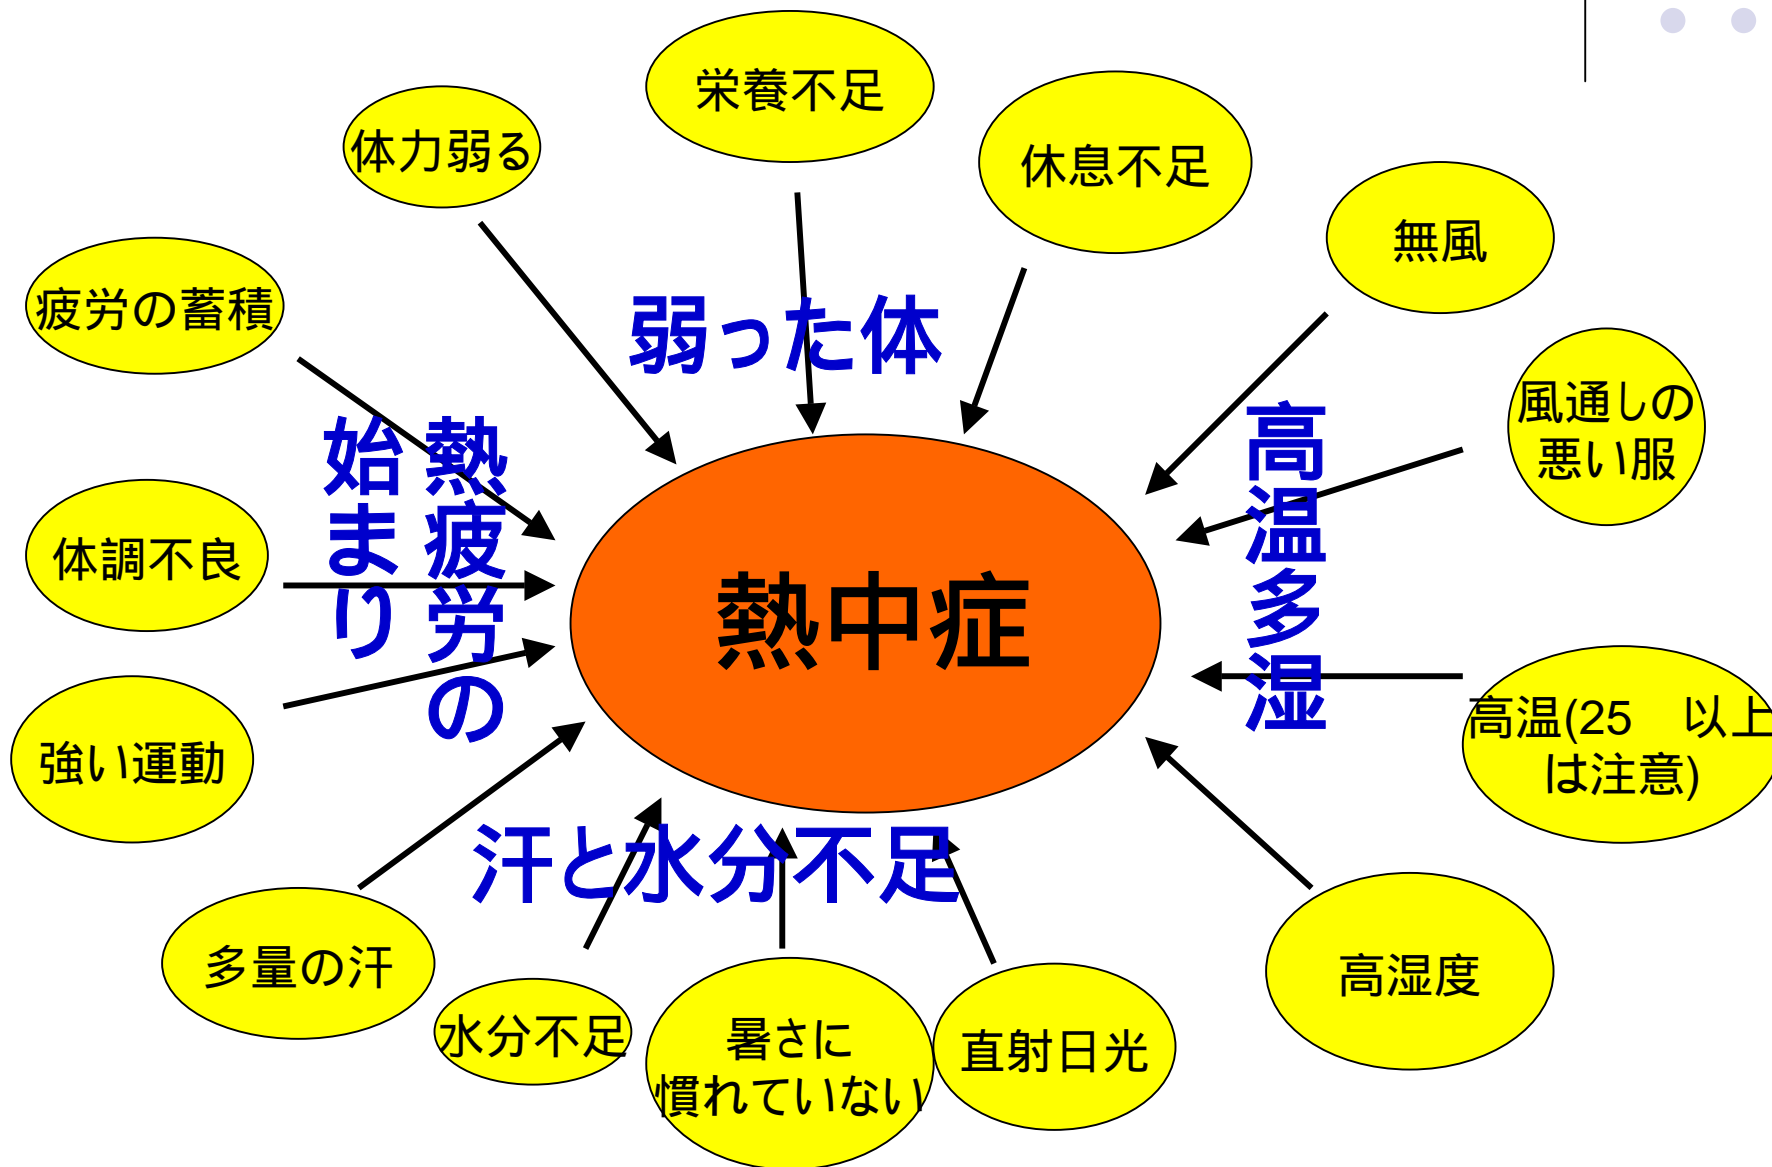 栄養不足
体力弱る
休息不足
無風
疲労の蓄積
弱った体
風通しの
悪い服
熱疲労の
始まり
高温多湿
体調不良
熱中症
高温(25　以上
は注意)
強い運動
汗と水分不足
多量の汗
高湿度
水分不足
暑さに
慣れていない
直射日光